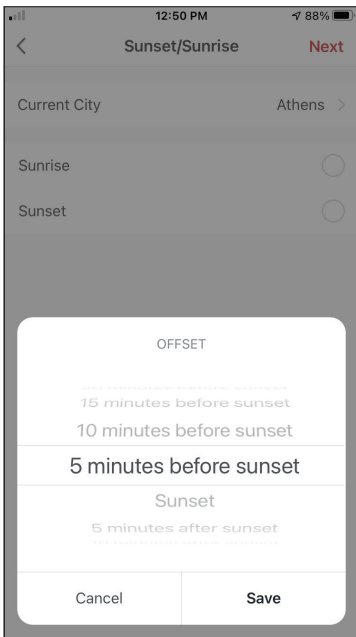 12:50 PM 88%
Sunset/Sunrise Next
Current City Athens
Sunrise
Sunset
OFFSET
15 minutes before sunset
10 minutes before sunset
5 minutes before sunset
Sunset
5 minutes after sunset
Cancel Save